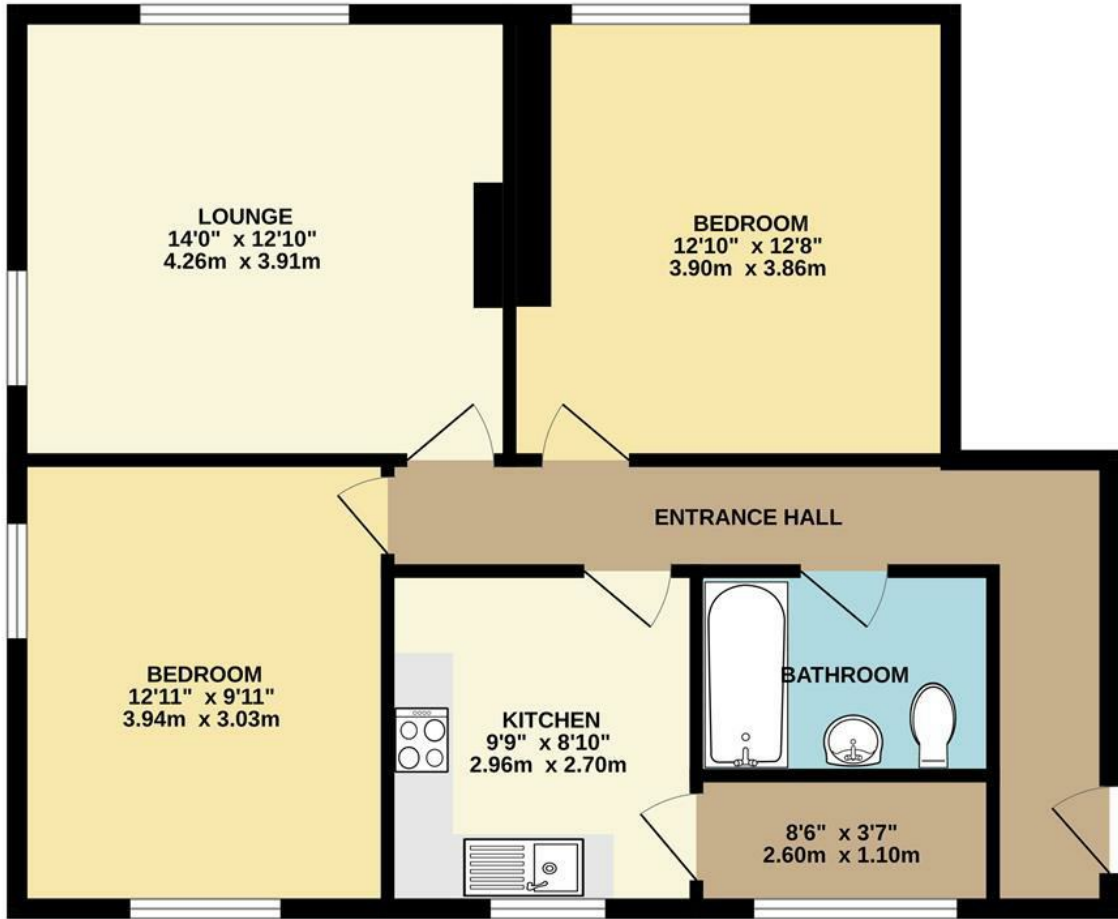 LOUNGE
14'0" x 12'10"
4.26m x 3.91m
BEDROOM
12'10" x 12'8"
3.90m x 3.86m
ENTRANCE HALL
BEDROOM
12'11" x 9'11"
3.94m x 3.03m
KITCHEN
9'9" x 8'10"
2.96m x 2.70m
BATHROOM
8'6" x 3'7"
2.60m x 1.10m